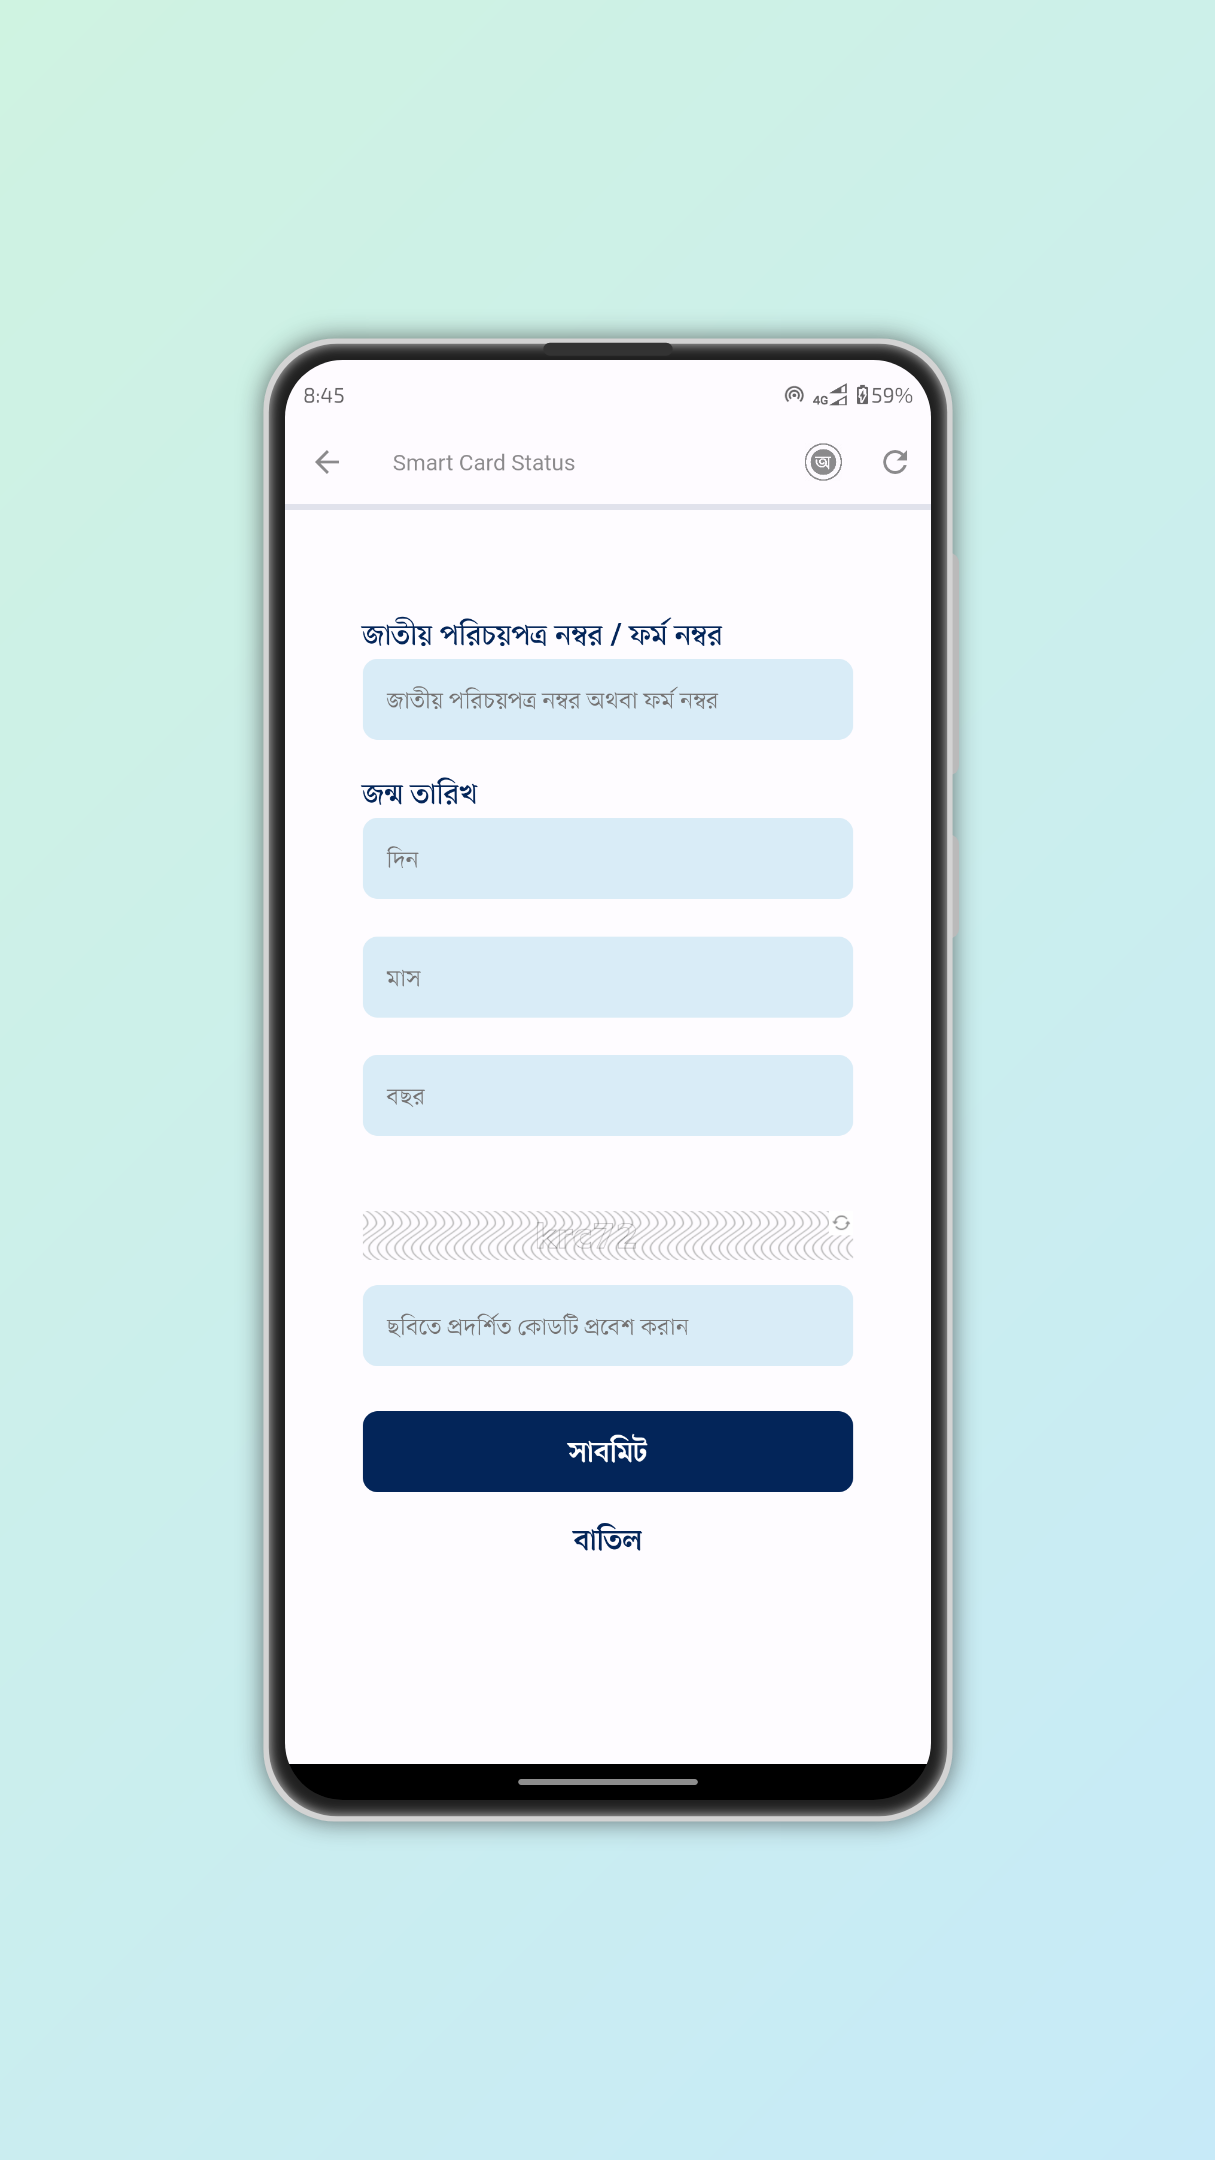 8:45
4G 59%
Smart Card Status
অ
জাতীয় পরিচয়পত্র নম্বর / ফর্ম নম্বর
জাতীয় পরিচয়পত্র নম্বর অথবা ফর্ম নম্বর
জন্ম তারিখ
দিন
মাস
বছর
krc72
ছবিতে প্রদর্শিত কোডটি প্রবেশ করান
সাবমিট
বাতিল